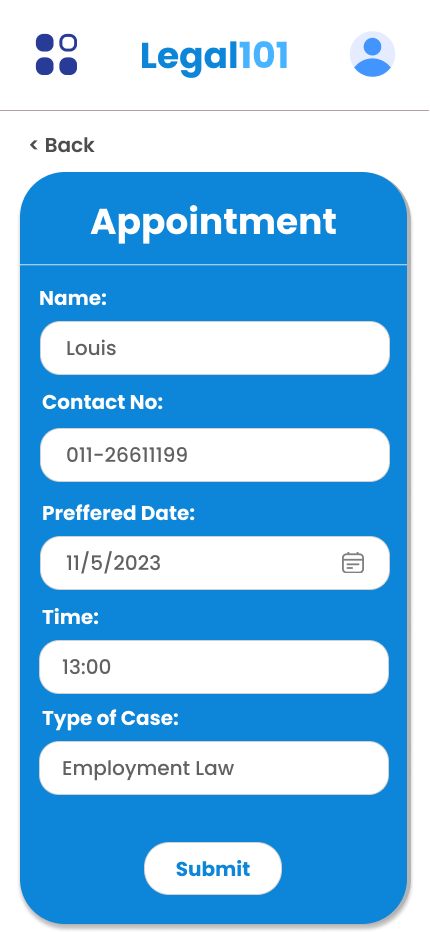 Legal101
< Back
Appointment
Name:
Louis
Contact No:
011-26611199
Preffered Date:
11/5/2023
Time:
13:00
Type of Case:
Employment Law
Submit